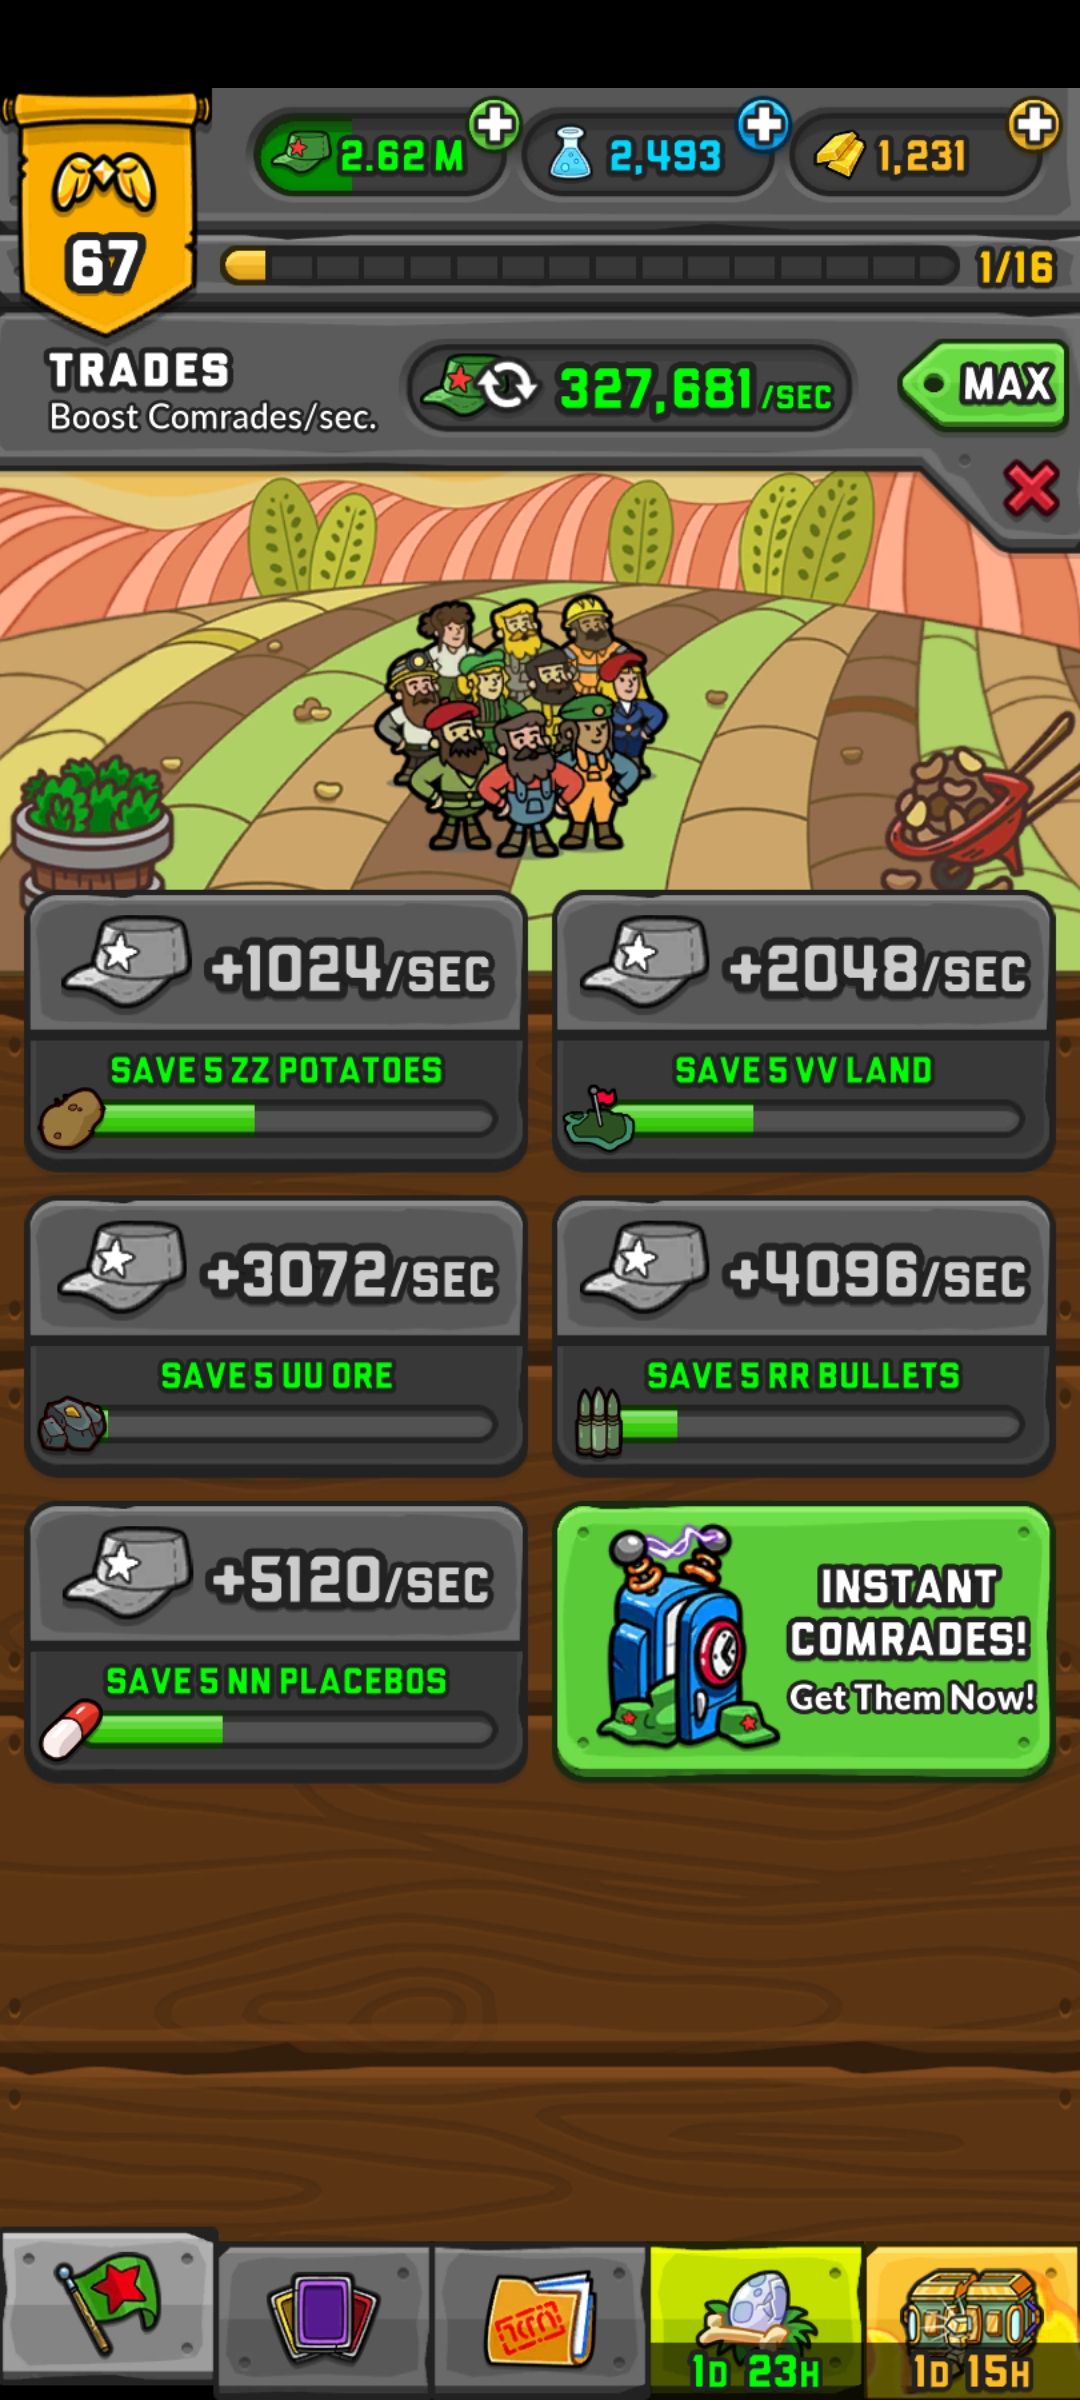 67
2.62 M
2,493
1,231
1/16
TRADES
Boost Comrades/sec.
327,681/SEC
MAX
+1024/SEC
SAVE 5 ZZ POTATOES
+2048/SEC
SAVE 5 VV LAND
+3072/SEC
SAVE 5 UU ORE
+4096/SEC
SAVE 5 RR BULLETS
+5120/SEC
SAVE 5 NN PLACEBOS
INSTANT
COMRADES!
Get Them Now!
1D 23H
1D 15H